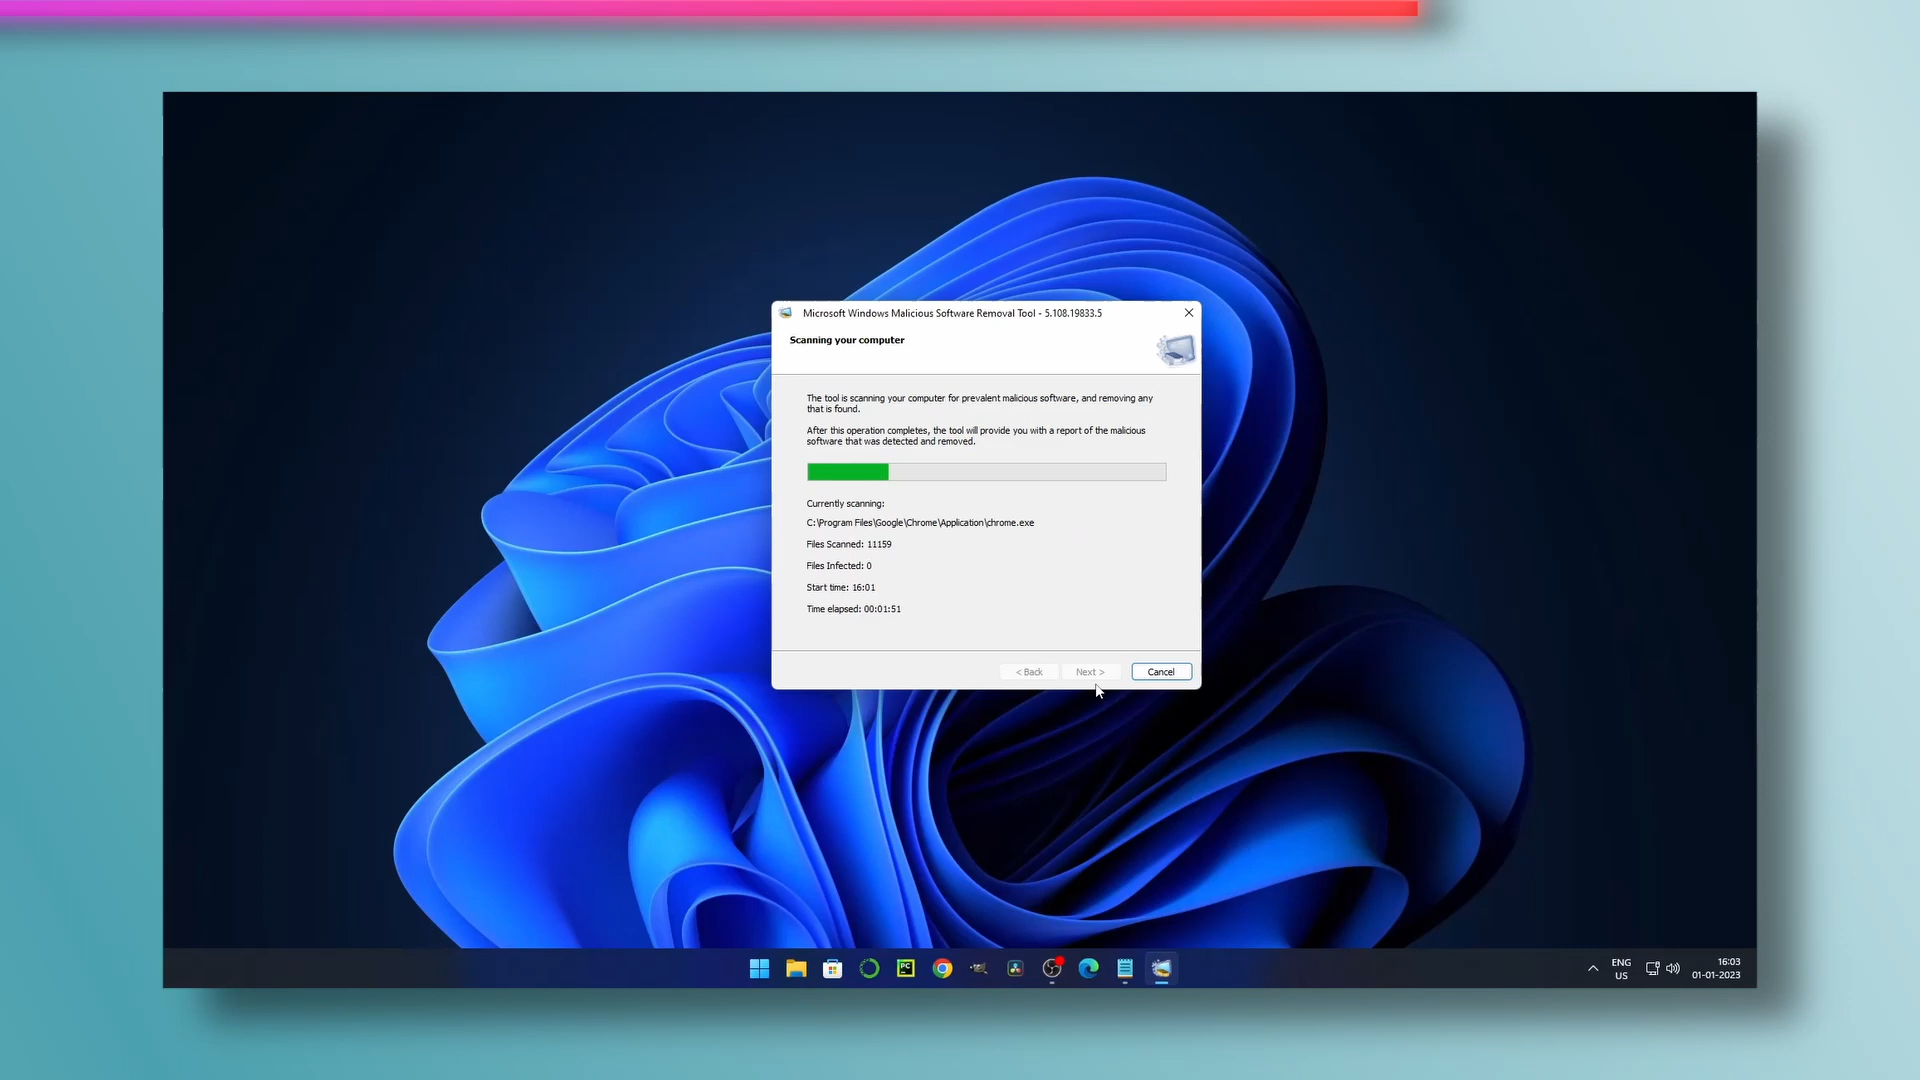 Microsoft Windows Malicious Software Removal Tool - 5.108.19833.5
Scanning your computer
The tool is scanning your computer for prevalent malicious software, and removing any
that is found.
After this operation completes, the tool will provide you with a report of the malicious
software that was detected and removed.
Currently scanning:
C:\Program Files\Google\Chrome\Application\chrome.exe
Files Scanned: 11159
Files Infected: 0
Start time: 16:01
Time elapsed: 00:01:51
< Back
Next >
Cancel
PC
ENG
US
16:03
01-01-2023